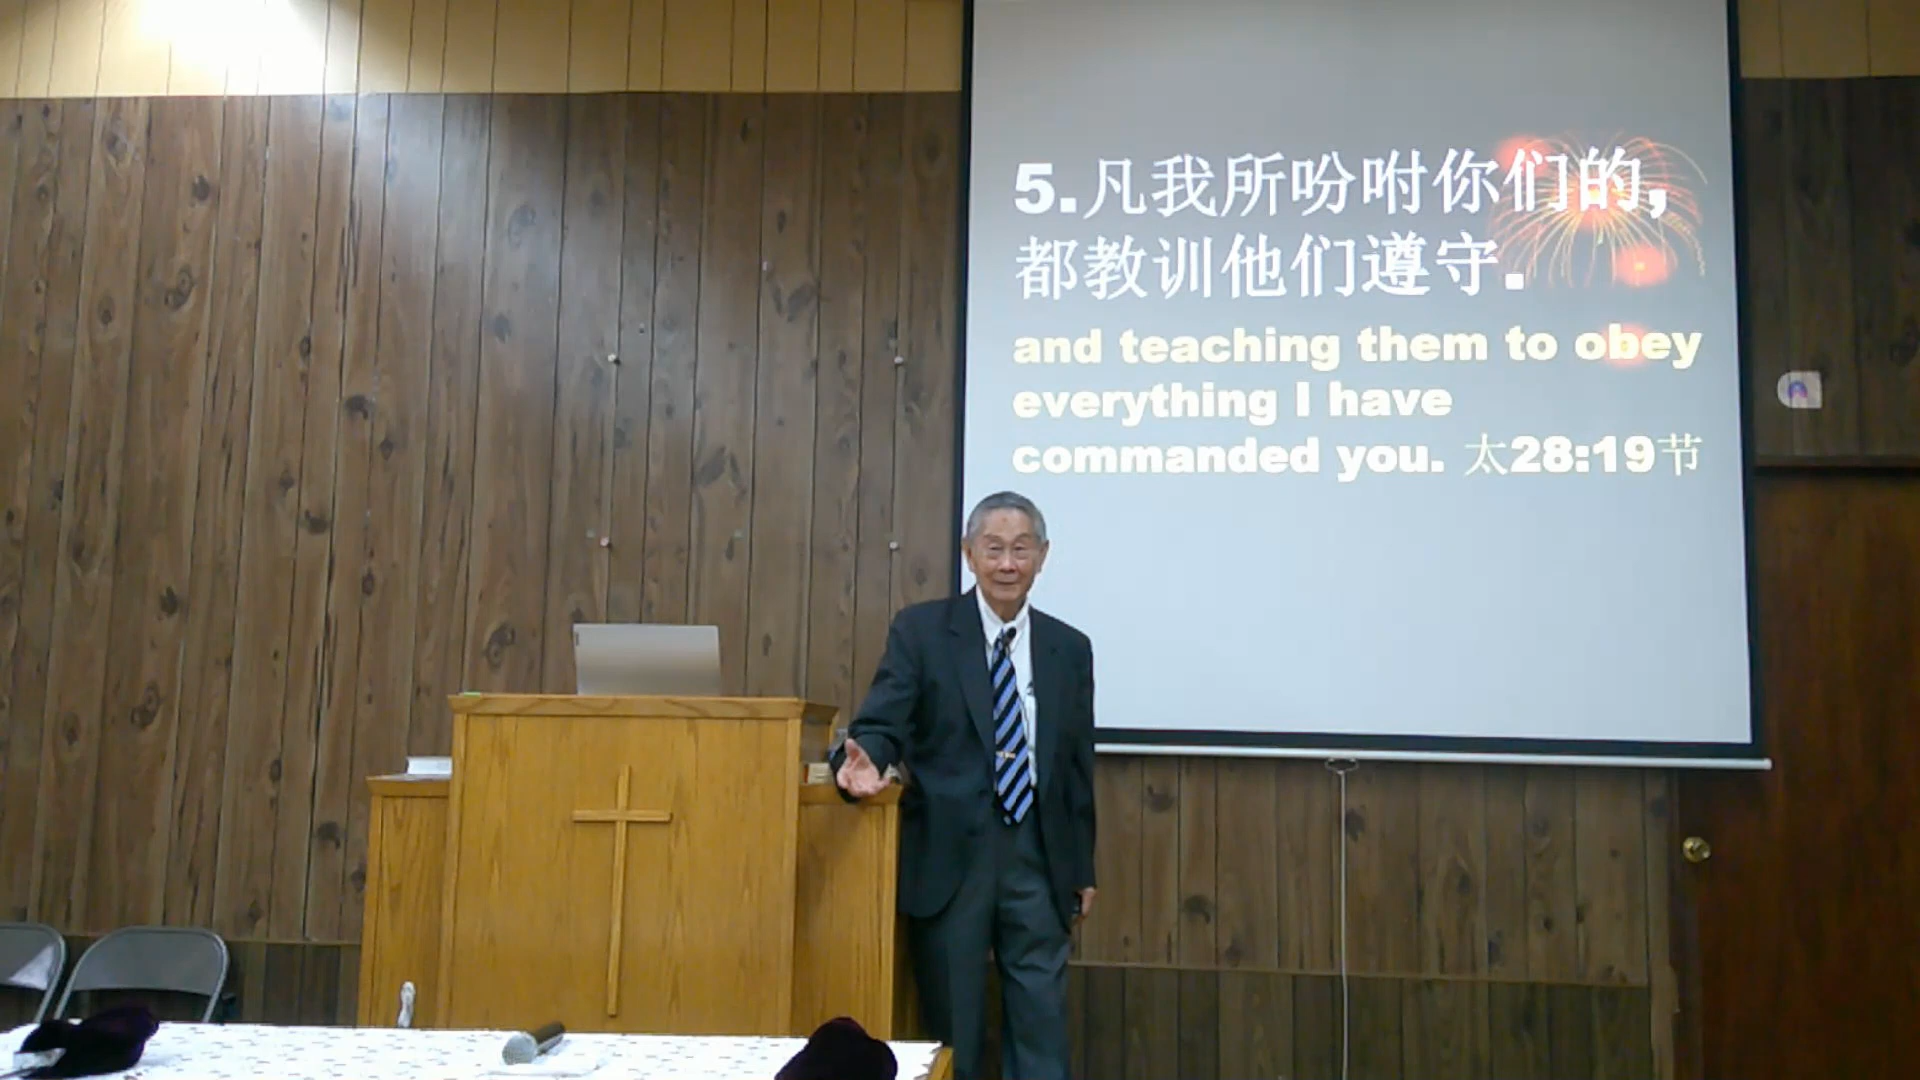 5.凡我所吩咐你们的,
都教训他们遵守.
and teaching them to obey
everything I have
commanded you. 太28:19节